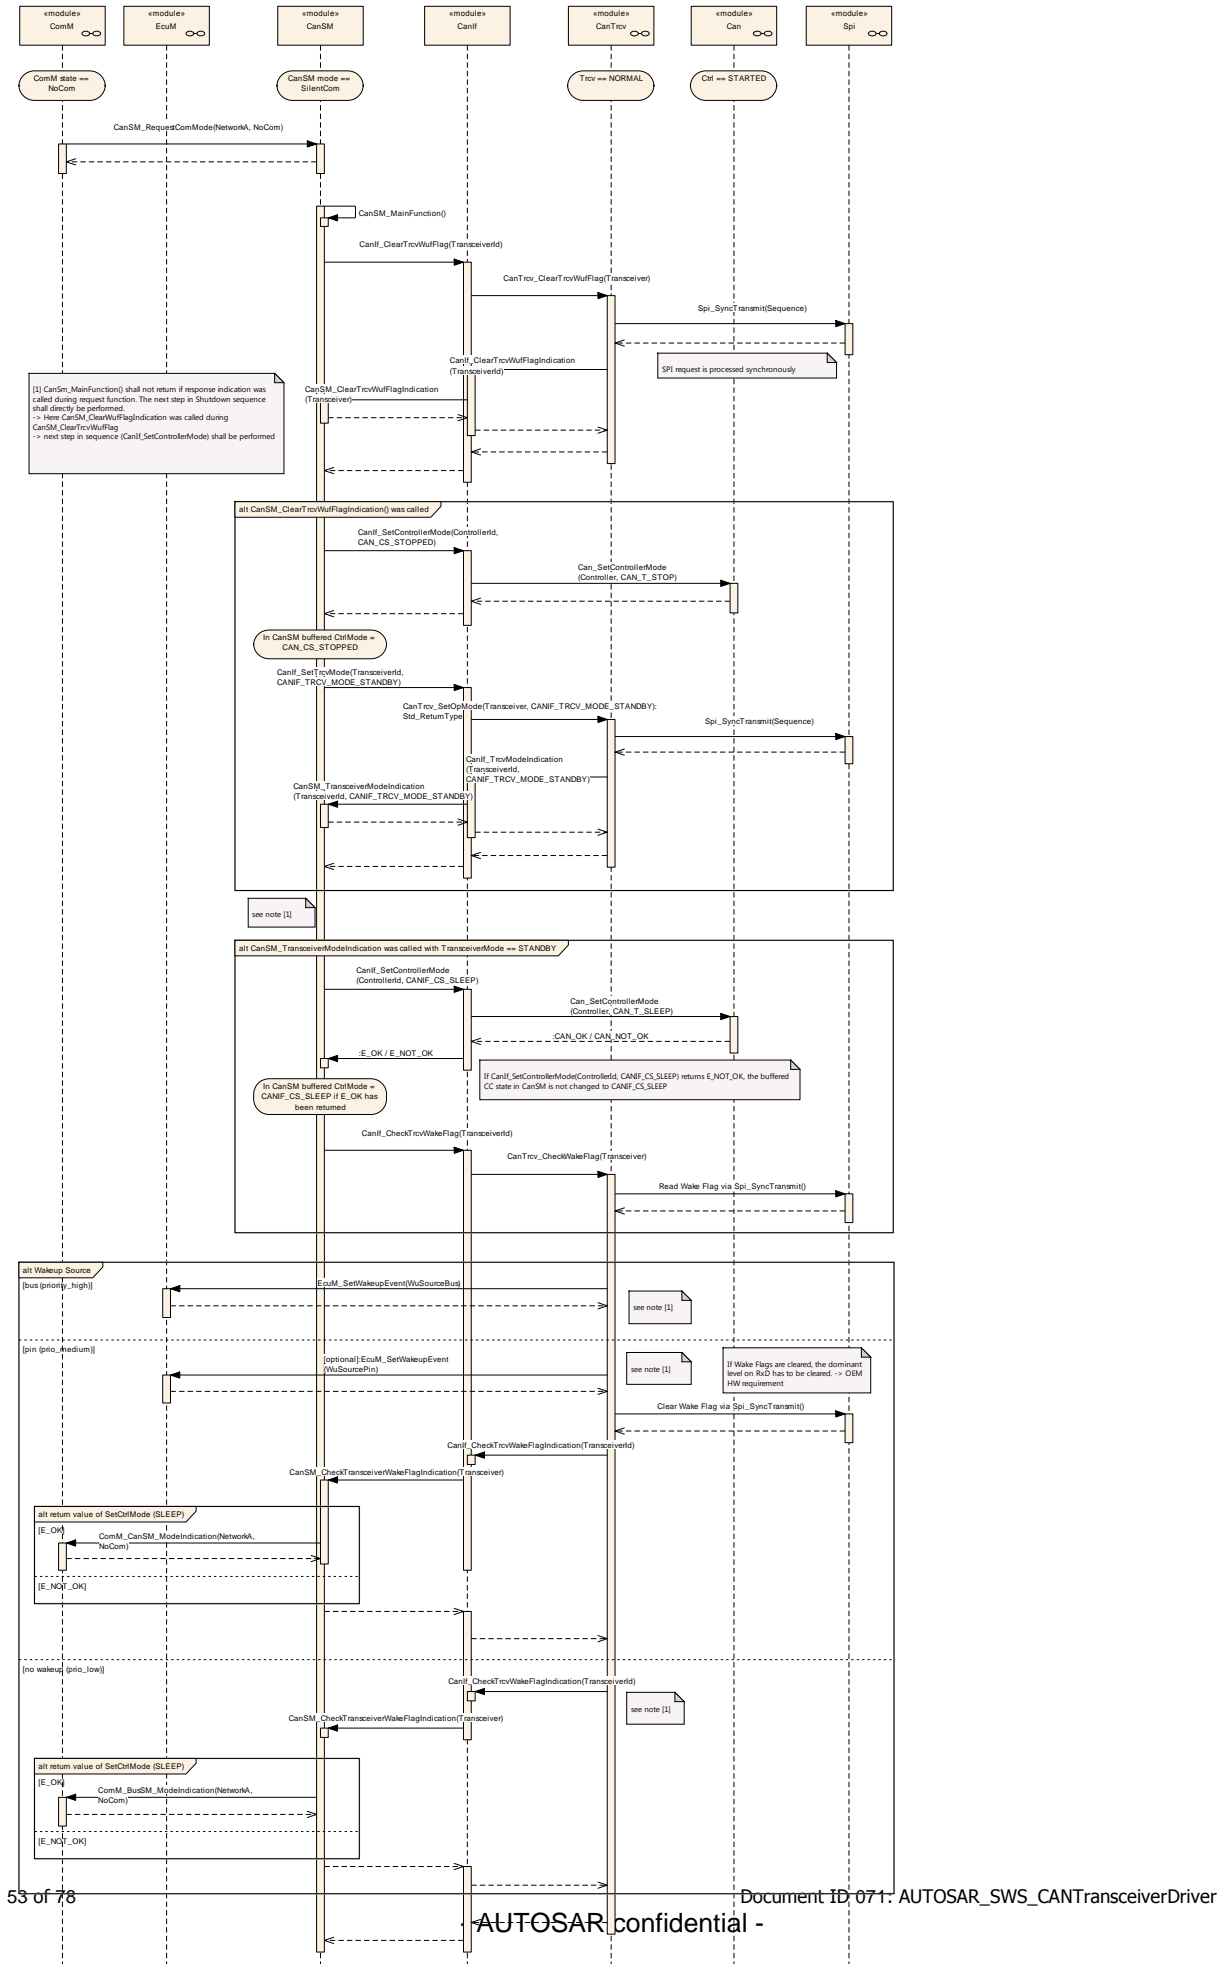 «module»
ComM
«module»
EcuM
«module»
CanSM
«module»
CanIf
«module»
CanTrcv
«module»
Can
«module»
Spi
ComM state ==
NoCom
CanSM mode ==
SilentCom
Trcv == NORMAL
Ctrl == STARTED
CanSM_RequestComMode(NetworkA, NoCom)
CanSM_MainFunction()
CanIf_ClearTrcvWufFlag(TransceiverId)
CanTrcv_ClearTrcvWufFlag(Transceiver)
Spi_SyncTransmit(Sequence)
CanIf_ClearTrcvWufFlagIndication
(TransceiverId)
SPI request is processed synchronously
CanSM_ClearTrcvWufFlagIndication
(Transceiver)
[1] CanSm_MainFunction() shall not return if response indication was
called during request function. The next step in Shutdown sequence
shall directly be performed.
-> Here CanSM_ClearWufFlagIndication was called during
CanSM_ClearTrcvWufFlag
-> next step in sequence (CanIf_SetControllerMode) shall be performed
alt CanSM_ClearTrcvWufFlagIndication() was called
CanIf_SetControllerMode(ControllerId,
CAN_CS_STOPPED)
Can_SetControllerMode
(Controller, CAN_T_STOP)
In CanSM buffered CtrlMode =
CAN_CS_STOPPED
CanIf_SetTrcvMode(TransceiverId,
CANIF_TRCV_MODE_STANDBY)
CanTrcv_SetOpMode(Transceiver, CANIF_TRCV_MODE_STANDBY):
Std_ReturnType
Spi_SyncTransmit(Sequence)
CanIf_TrcvModeIndication
(TransceiverId,
CANIF_TRCV_MODE_STANDBY)
CanSM_TransceiverModeIndication
(TransceiverId, CANIF_TRCV_MODE_STANDBY)
see note [1]
alt CanSM_TransceiverModeIndication was called with TransceiverMode == STANDBY
CanIf_SetControllerMode
(ControllerId, CANIF_CS_SLEEP)
Can_SetControllerMode
(Controller, CAN_T_SLEEP)
:CAN_OK / CAN_NOT_OK
:E_OK / E_NOT_OK
If CanIf_SetControllerMode(ControllerId, CANIF_CS_SLEEP) returns E_NOT_OK, the buffered
CC state in CanSM is not changed to CANIF_CS_SLEEP
In CanSM buffered CtrlMode =
CANIF_CS_SLEEP if E_OK has
been returned
CanIf_CheckTrcvWakeFlag(TransceiverId)
CanTrcv_CheckWakeFlag(Transceiver)
Read Wake Flag via Spi_SyncTransmit()
alt Wakeup Source
[bus (priority_high)]
EcuM_SetWakeupEvent(WuSourceBus)
see note [1]
[pin (prio_medium)]
[optional]:EcuM_SetWakeupEvent
(WuSourcePin)
see note [1]
If Wake Flags are cleared, the dominant
level on RxD has to be cleared. -> OEM
HW requirement
Clear Wake Flag via Spi_SyncTransmit()
CanIf_CheckTrcvWakeFlagIndication(TransceiverId)
CanSM_CheckTransceiverWakeFlagIndication(Transceiver)
alt return value of SetCtrlMode (SLEEP)
[E_OK]
ComM_CanSM_ModeIndication(NetworkA,
NoCom)
[E_NOT_OK]
[no wakeup (prio_low)]
CanIf_CheckTrcvWakeFlagIndication(TransceiverId)
see note [1]
CanSM_CheckTransceiverWakeFlagIndication(Transceiver)
alt return value of SetCtrlMode (SLEEP)
[E_OK]
ComM_BusSM_ModeIndication(NetworkA,
NoCom)
[E_NOT_OK]
53 of 78
Document ID 071: AUTOSAR_SWS_CANTransceiverDriver
- AUTOSAR confidential -